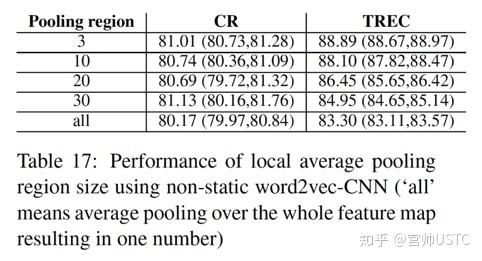 Pooling region CR TREC
3 81.01 (80.73,81.28) 88.89 (88.67,88.97)
10 80.74 (80.36,81.09) 88.10 (87.82,88.47)
20 80.69 (79.72,81.32) 86.45 (85.65,86.42)
30 81.13 (80.16,81.76) 84.95 (84.65,85.14)
all 80.17 (79.97,80.84) 83.30 (83.11,83.57)
Table 17: Performance of local average pooling
region size using non-static word2vec-CNN (‘all’
means average pooling over the whole feature map
resulting in one number)
知乎 @宫帅USTC